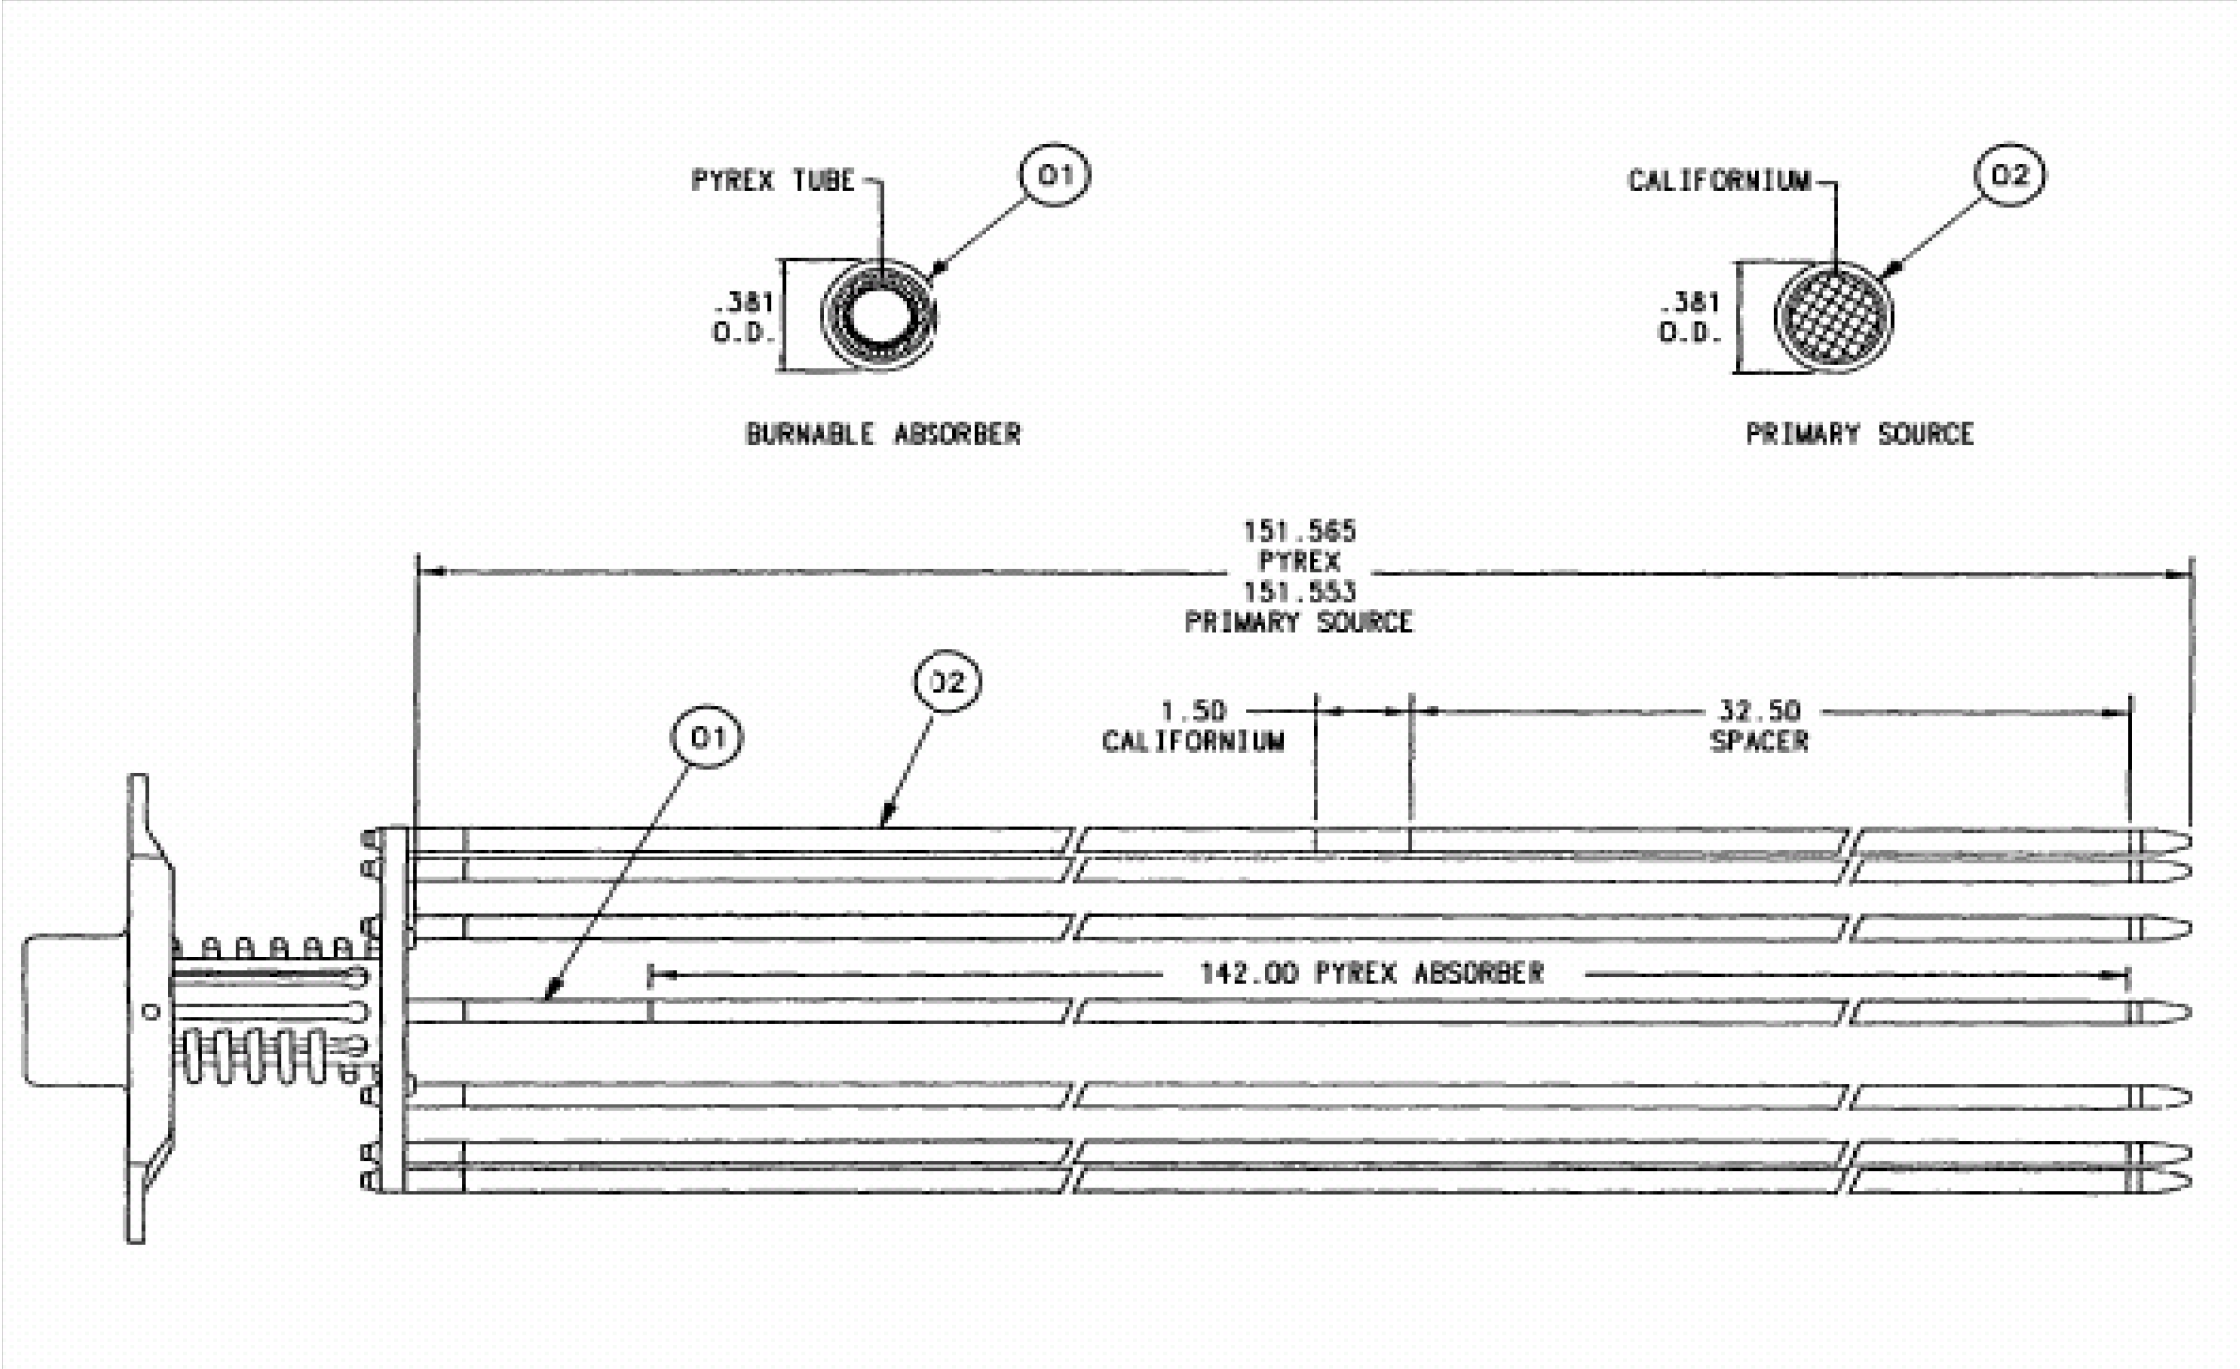 PYREX TUBE
01
CALIFORNIUM
02
.381
O.D.
.381
O.D.
BURNABLE ABSORBER
PRIMARY SOURCE
151.565
PYREX
151.553
PRIMARY SOURCE
02
01
1.50
CALIFORNIUM
32.50
SPACER
142.00 PYREX ABSORBER